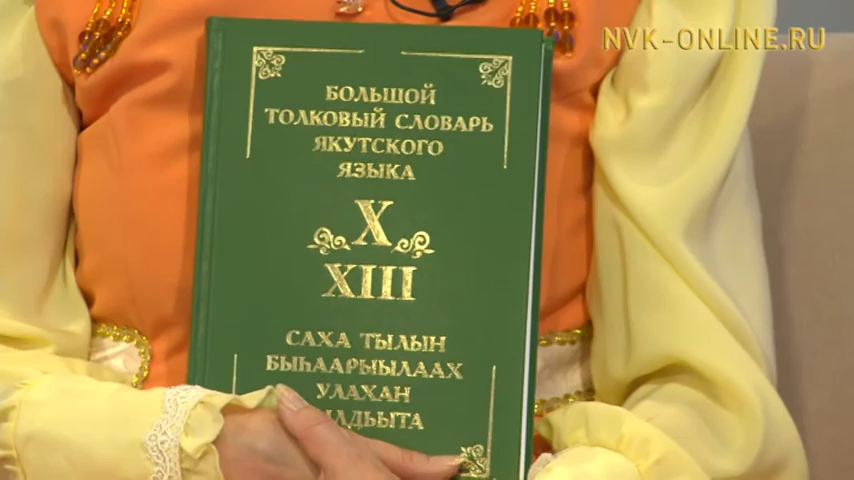 NVK-ONLINE.RU
БОЛЬШОЙ
ТОЛКОВЫЙ СЛОВАРЬ
ЯКУТСКОГО
ЯЗЫКА
X
XIII
САХА ТЫЛЫН
БЫҺААРЫЫЛААХ
УЛАХАН